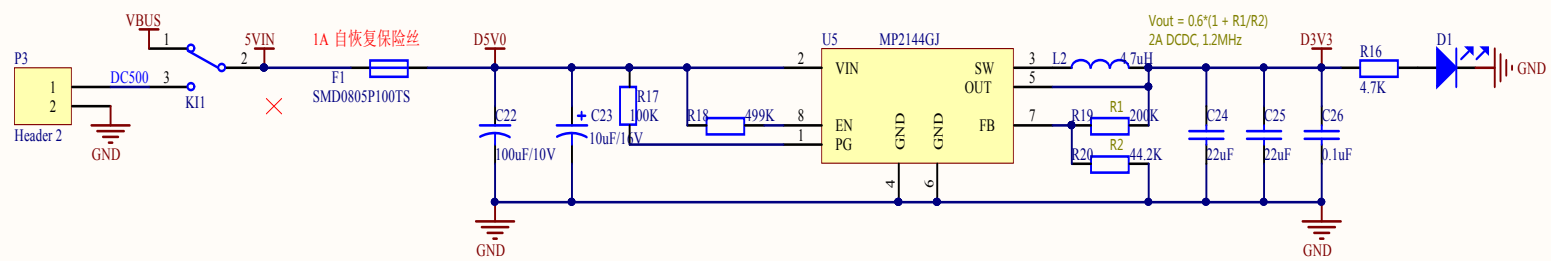 VBUS
1
5VIN
2
P3
1
2
Header 2
DC500
3
KI1
GND
1A 自恢复保险丝
F1
SMD0805P100TS
D5V0
C22
100uF/10V
GND
+
C23
10uF/16V
R17
100K
R18
499K
U5
MP2144GJ
2
VIN
8
EN
1
PG
SW
3
OUT
5
FB
7
GND
4
GND
6
L2
4.7uH
Vout = 0.6*(1 + R1/R2)
2A DCDC, 1.2MHz
R19
R1
200K
R20
R2
44.2K
C24
22uF
C25
22uF
D3V3
C26
0.1uF
GND
R16
4.7K
D1
GND